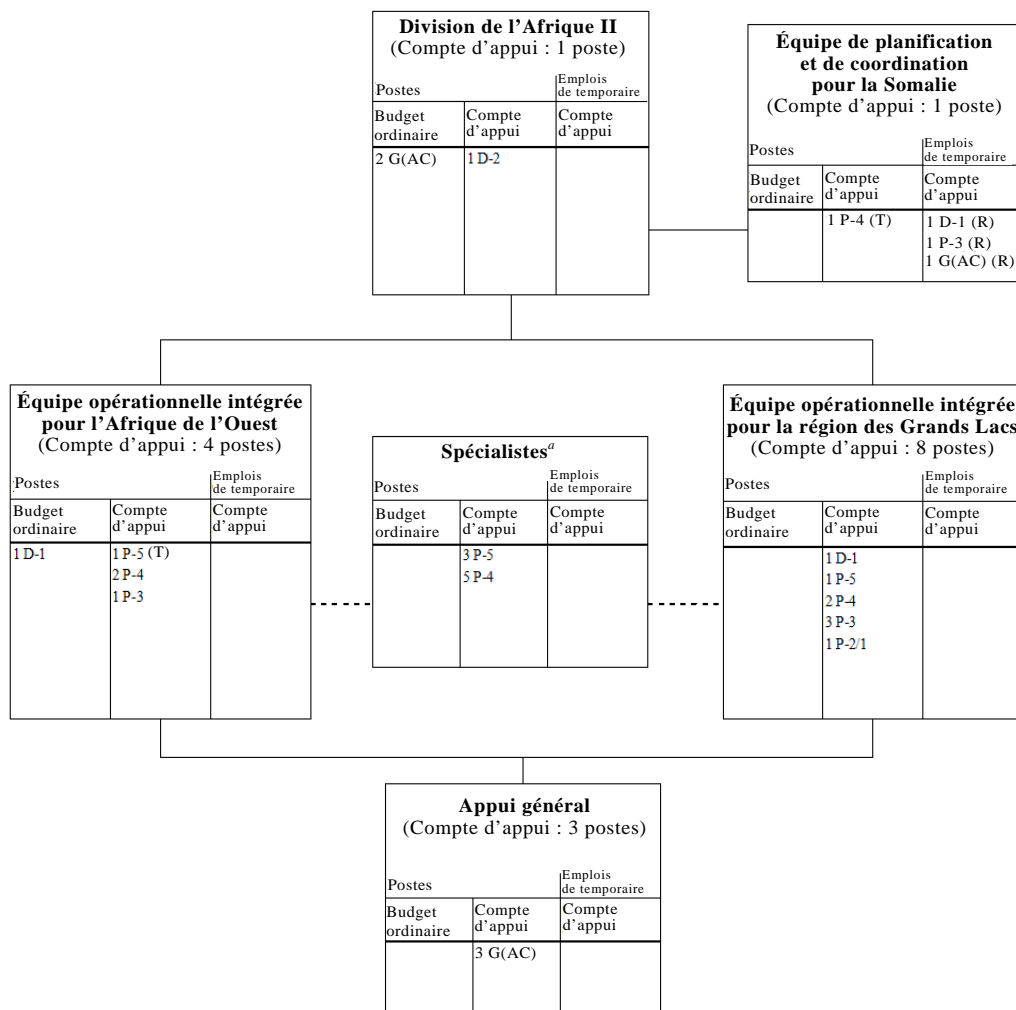 Division de l'Afrique II
(Compte d'appui : 1 poste)
Postes
Emplois
de temporaire
Budget
ordinaire
Compte
d'appui
Compte
d'appui
2 G(AC)
1 D-2
Équipe de planification
et de coordination
pour la Somalie
(Compte d'appui : 1 poste)
Postes
Emplois
de temporaire
Budget
ordinaire
Compte
d'appui
Compte
d'appui
1 P-4 (T)
1 D-1 (R)
1 P-3 (R)
1 G(AC) (R)
Équipe opérationnelle intégrée
pour l'Afrique de l'Ouest
(Compte d'appui : 4 postes)
Postes
Emplois
de temporaire
Budget
ordinaire
Compte
d'appui
Compte
d'appui
1 D-1
1 P-5 (T)
2 P-4
1 P-3
Spécialistesa
Postes
Emplois
de temporaire
Budget
ordinaire
Compte
d'appui
Compte
d'appui
3 P-5
5 P-4
Équipe opérationnelle intégrée
pour la région des Grands Lacs
(Compte d'appui : 8 postes)
Postes
Emplois
de temporaire
Budget
ordinaire
Compte
d'appui
Compte
d'appui
1 D-1
1 P-5
2 P-4
3 P-3
1 P-2/1
Appui général
(Compte d'appui : 3 postes)
Postes
Emplois
de temporaire
Budget
ordinaire
Compte
d'appui
Compte
d'appui
3 G(AC)